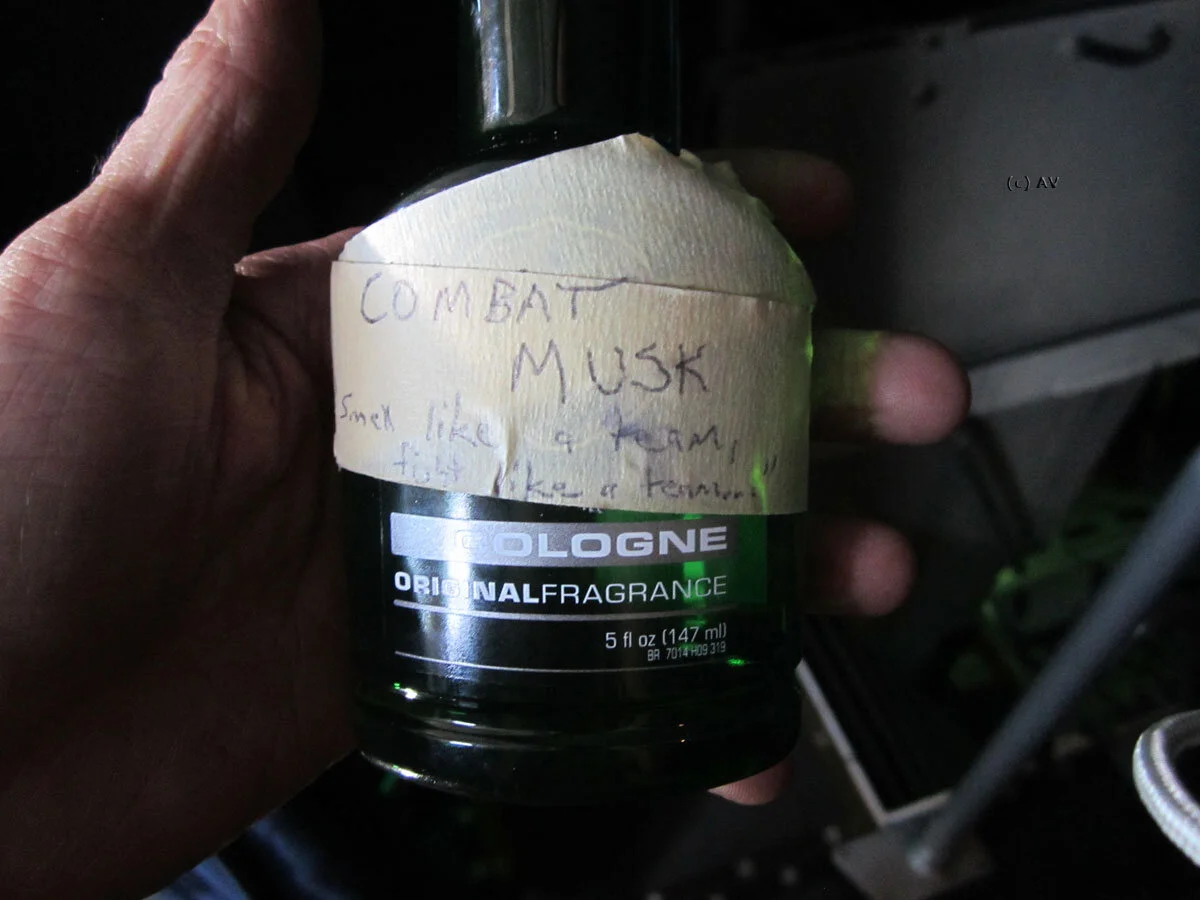 (c) AV
COMBAT
MUSK
Smell like a team,
fight like a team..."
COLOGNE
ORIGINALFRAGRANCE
5 fl oz (147 ml)
BR 7014 H09 319